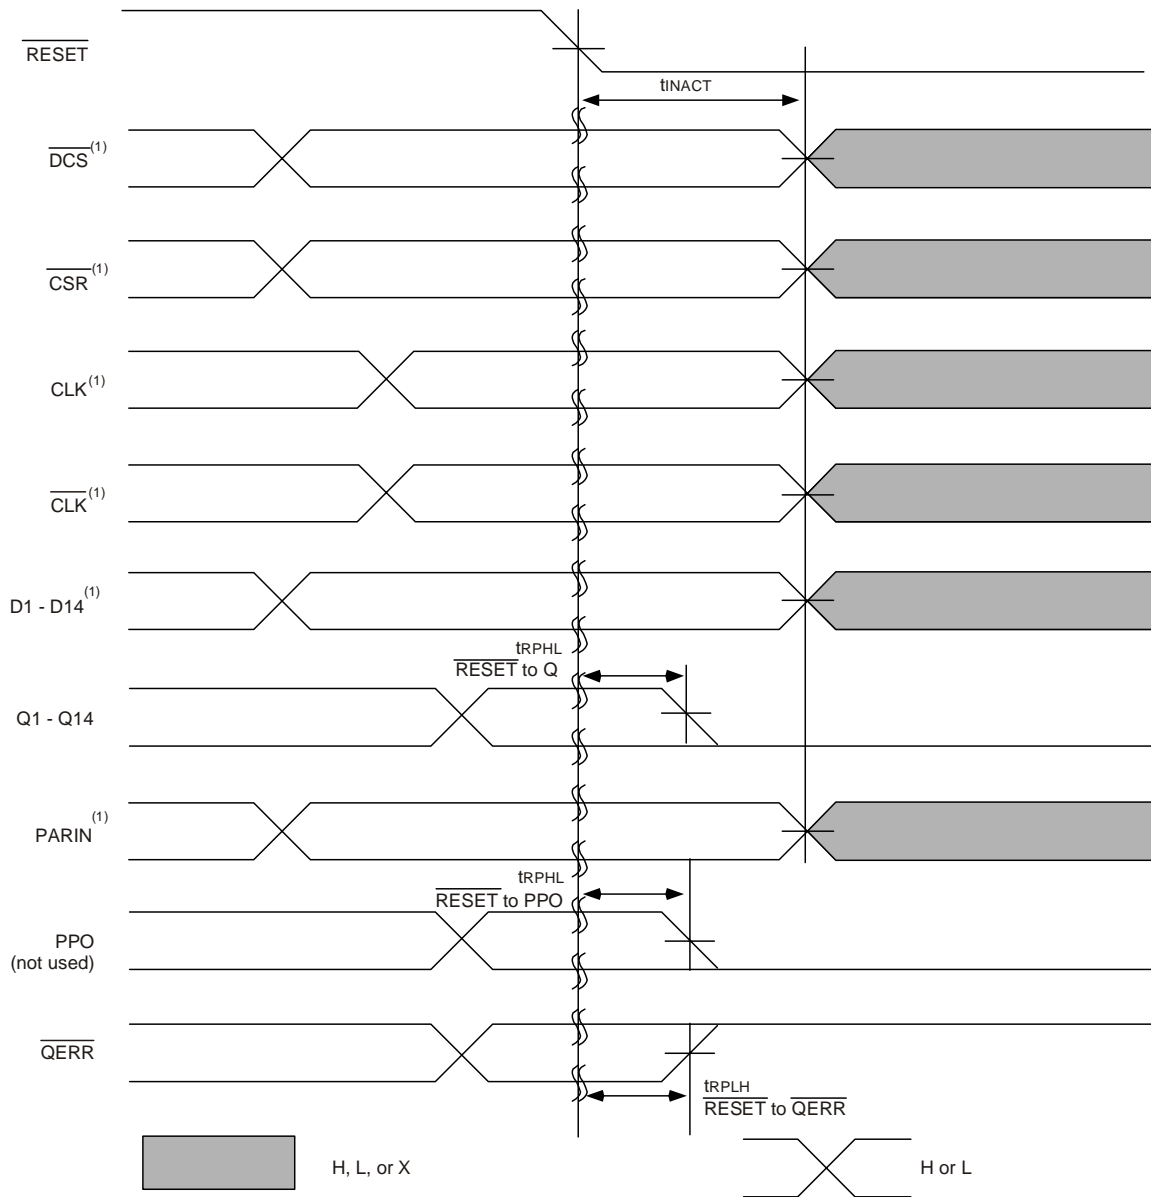 RESET
tINACT
DCS(1)
CSR(1)
CLK(1)
CLK(1)
D1 - D14(1)
tRPHL
RESET to Q
Q1 - Q14
PARIN(1)
tRPHL
RESET to PPO
PPO
(not used)
QERR
tRPLH
RESET to QERR
H, L, or X
H or L